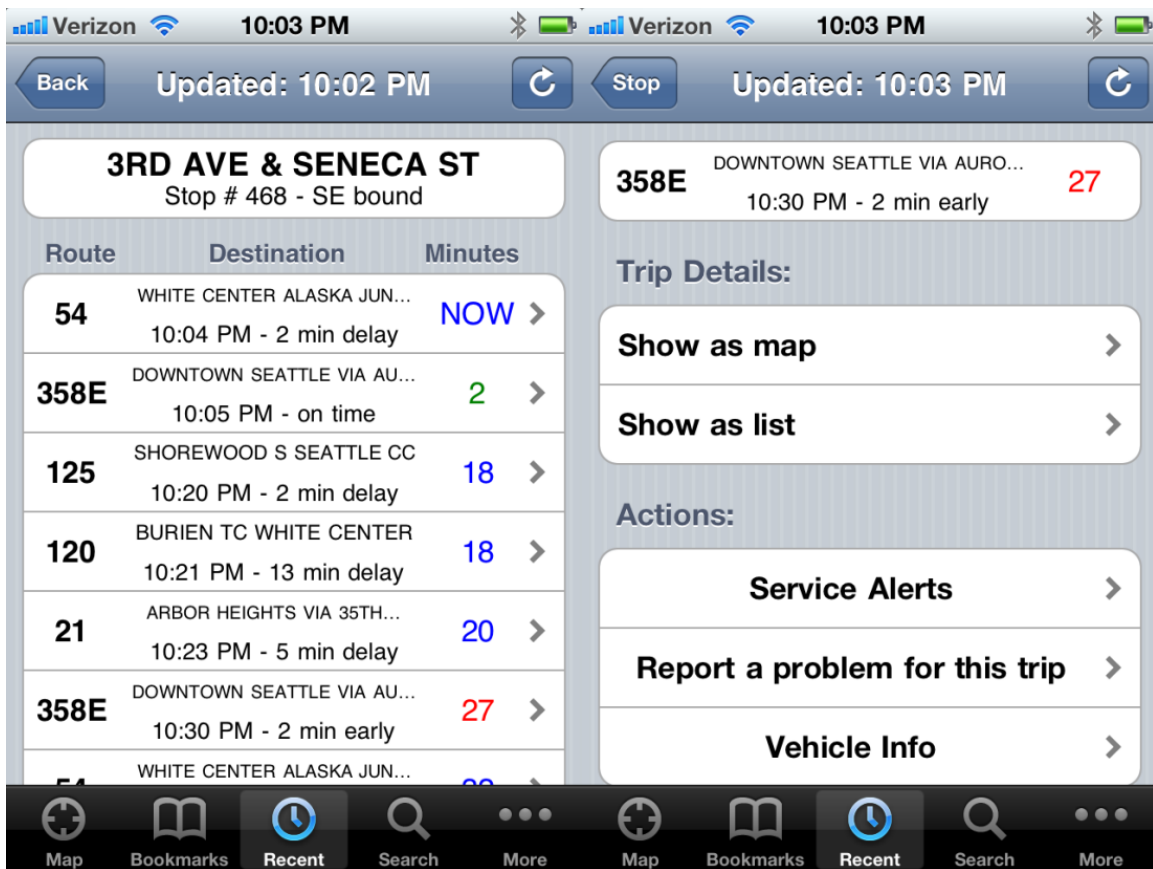 Verizon 10:03 PM
Back Updated: 10:02 PM
3RD AVE & SENECA ST
Stop # 468 - SE bound
Route Destination Minutes
54 WHITE CENTER ALASKA JUN... NOW
10:04 PM - 2 min delay
358E DOWNTOWN SEATTLE VIA AU... 2
10:05 PM - on time
125 SHOREWOOD S SEATTLE CC 18
10:20 PM - 2 min delay
120 BURIEN TC WHITE CENTER 18
10:21 PM - 13 min delay
21 ARBOR HEIGHTS VIA 35TH... 20
10:23 PM - 5 min delay
358E DOWNTOWN SEATTLE VIA AU... 27
10:30 PM - 2 min early
54 WHITE CENTER ALASKA JUN...
Map Bookmarks Recent Search More
Verizon 10:03 PM
Stop Updated: 10:03 PM
358E DOWNTOWN SEATTLE VIA AURO... 27
10:30 PM - 2 min early
Trip Details:
Show as map
Show as list
Actions:
Service Alerts
Report a problem for this trip
Vehicle Info
Map Bookmarks Recent Search More